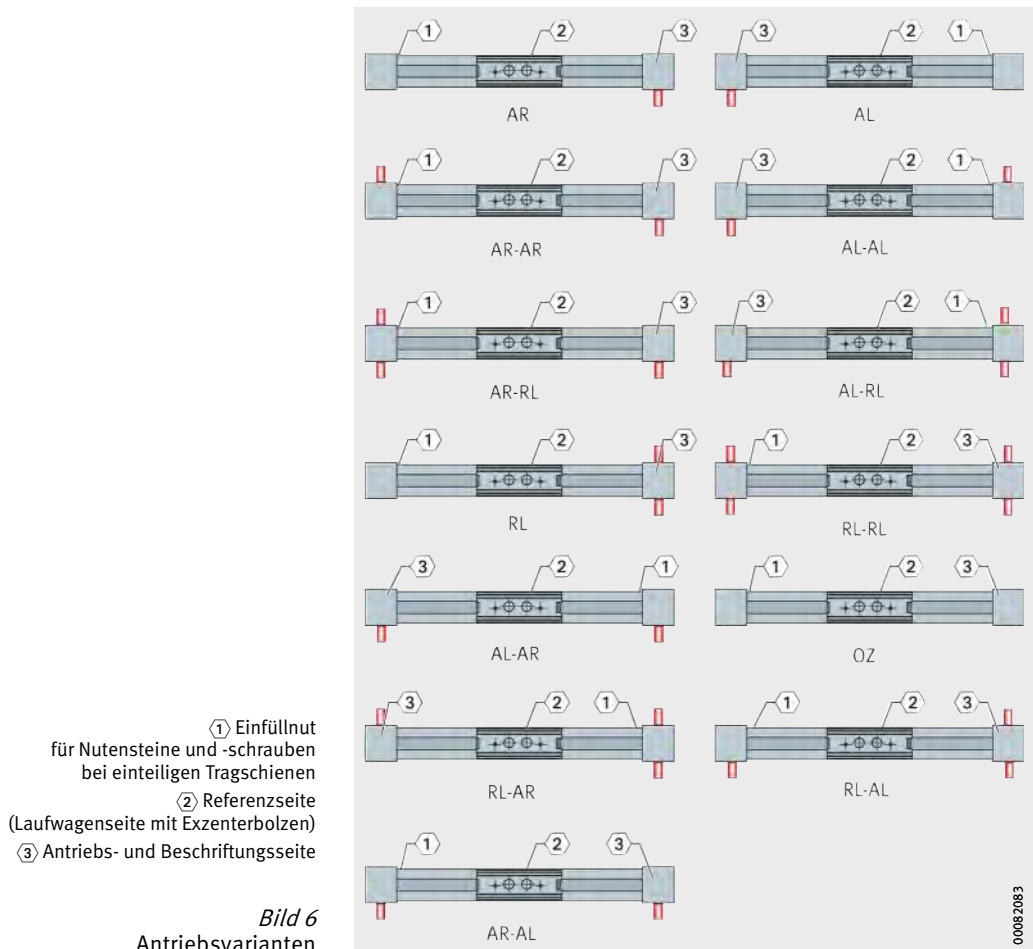 1 2 3 3 2 1
AR AL
1 2 3 3 2 1
AR-AR AL-AL
1 2 3 3 2 1
AR-RL AL-RL
1 2 3 1 2 3
RL RL-RL
3 2 1 1 2 3
AL-AR OZ
3 2 1 1 2 3
RL-AR RL-AL
1 2 3
AR-AL
1 Einfüllnut
für Nutensteine und -schrauben
bei einteiligen Tragschienen
2 Referenzseite
(Laufwagenseite mit Exzenterbolzen)
3 Antriebs- und Beschriftungsseite
Bild 6
Antriebsvarianten
00082083